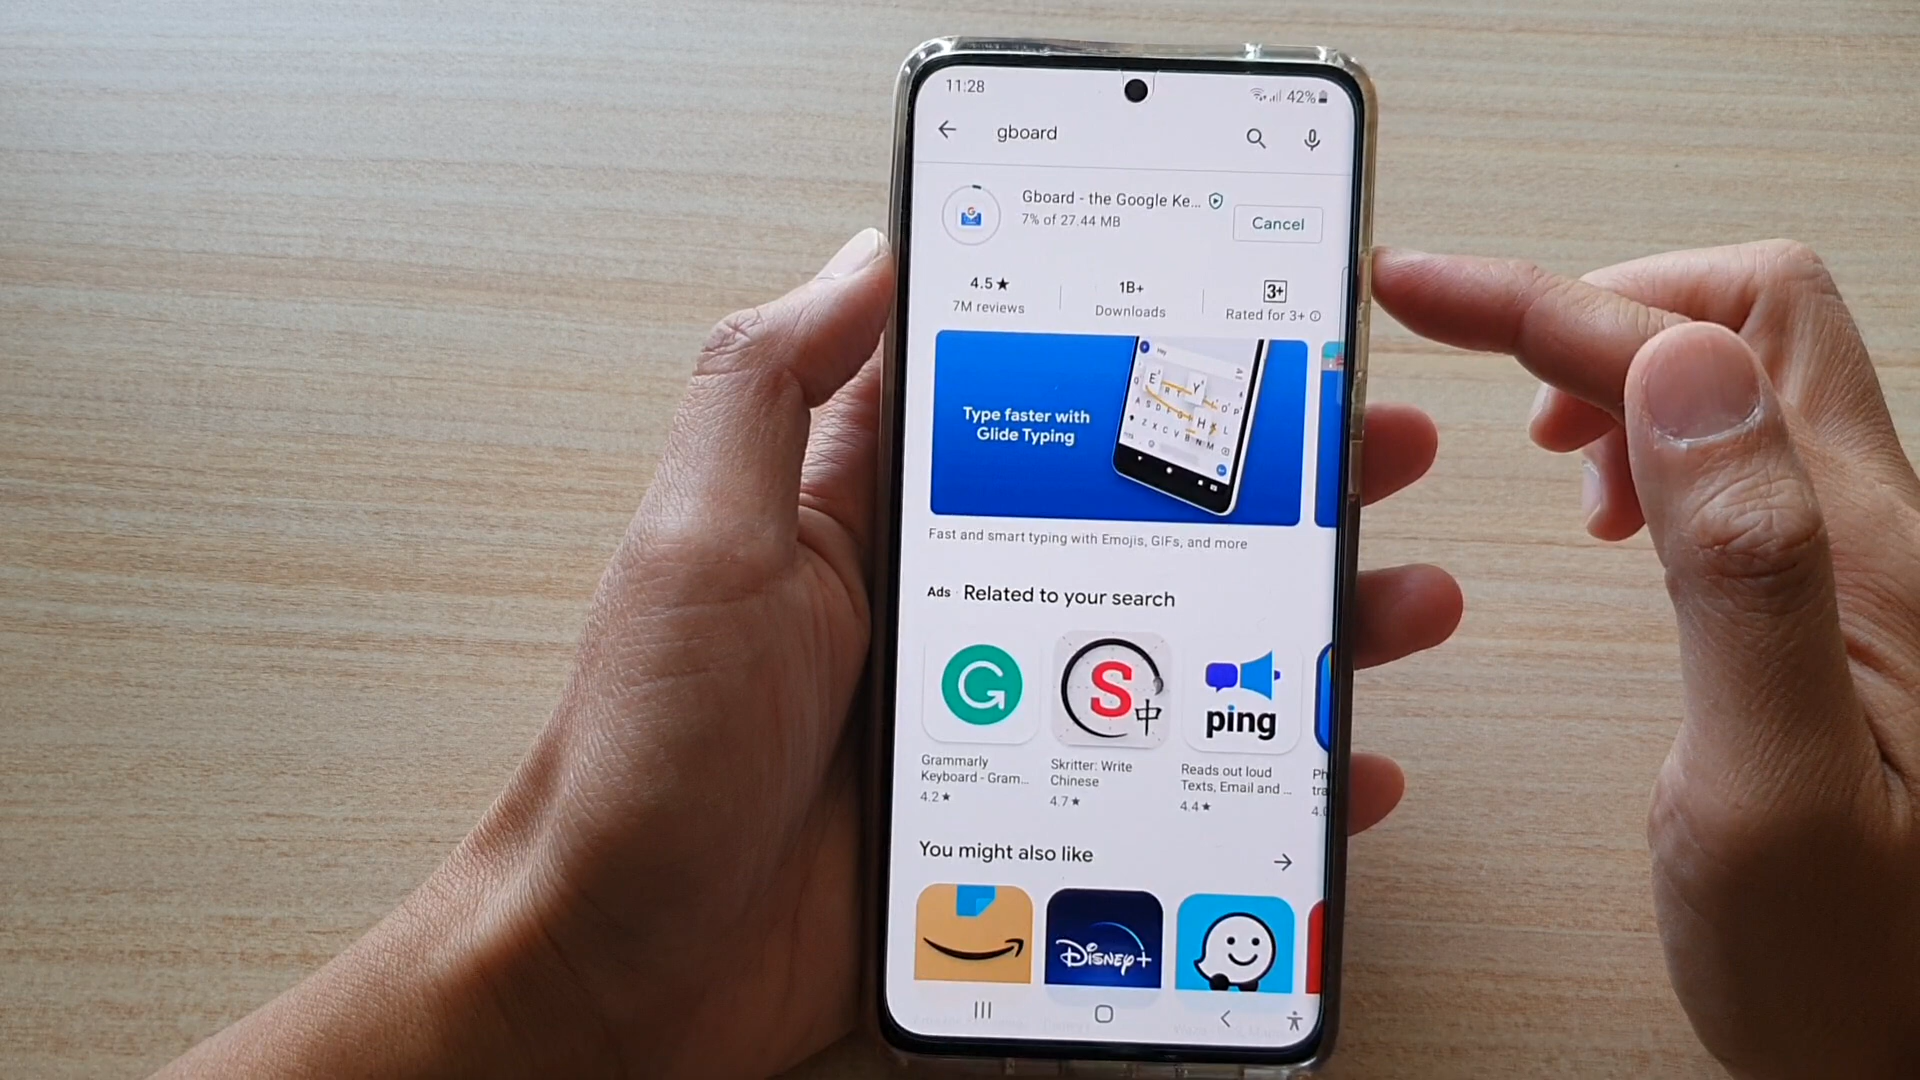 11:28
42%
gboard
Gboard - the Google Ke...
7% of 27.44 MB
Cancel
4.5★
7M reviews
1B+
Downloads
3+
Rated for 3+
Type faster with
Glide Typing
Fast and smart typing with Emojis, GIFs, and more
Ads · Related to your search
G
S
中
ping
Grammarly
Keyboard - Gram...
4.2★
Skritter: Write
Chinese
4.7★
Reads out loud
Texts, Email and ...
4.4★
Ph
tra
You might also like
Disney+